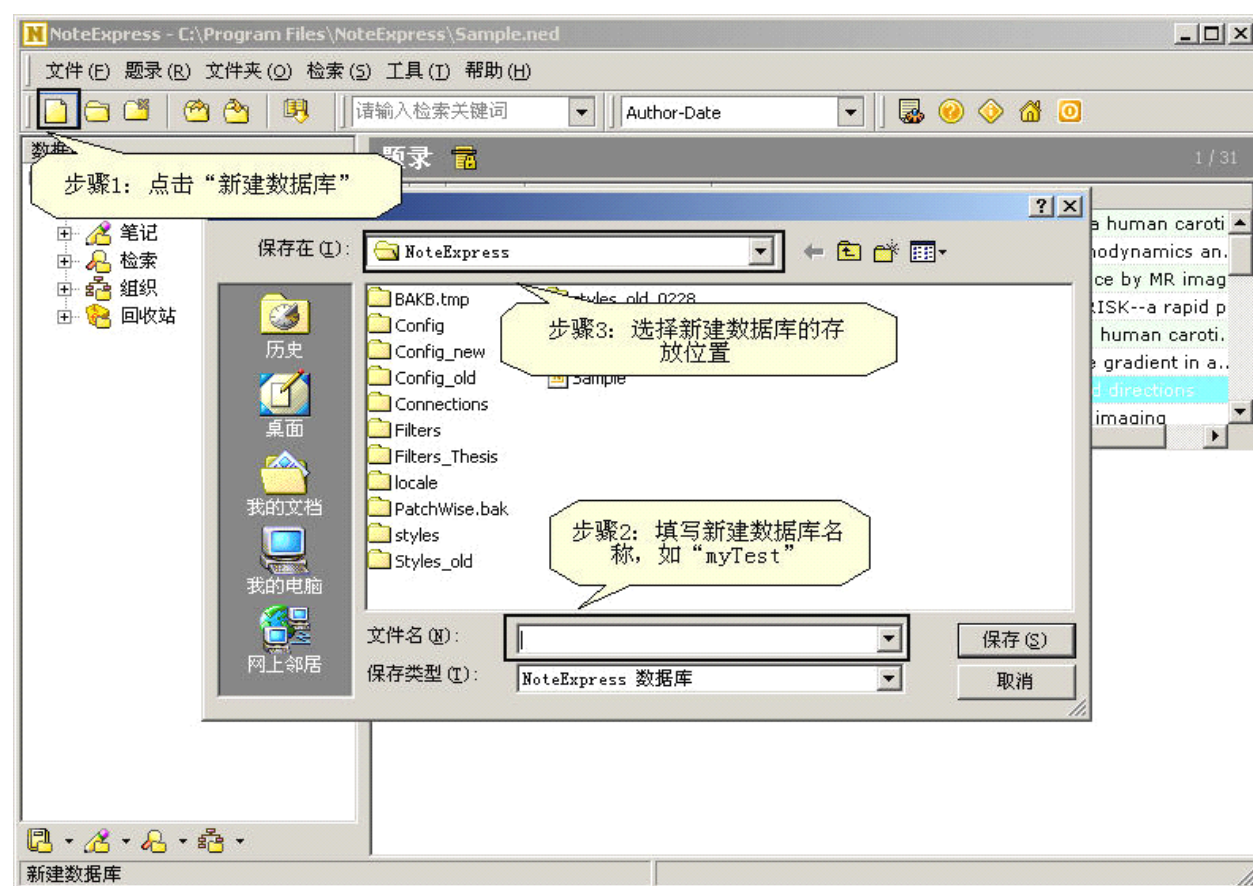 NoteExpress - C:\Program Files\NoteExpress\Sample.ned
文件(F) 题录(R) 文件夹(O) 检索(S) 工具(T) 帮助(H)
请输入检索关键词 Author-Date
题录 1 / 31
步骤1：点击“新建数据库”
笔记
检索
组织
回收站
保存在(I)： NoteExpress
历史
桌面
我的文档
我的电脑
网上邻居
BAKB.tmp
Config
Config_new
Config_old
Connections
Filters
Filters_Thesis
locale
PatchWise.bak
styles
Styles_old
styles_old_0228
Sample
步骤3：选择新建数据库的存
放位置
步骤2：填写新建数据库名
称，如“myTest”
文件名(N)：
保存(S)
保存类型(T)： NoteExpress 数据库
取消
a human caroti
nodynamics an.
ce by MR imag
RISK--a rapid p
human caroti.
gradient in a..
d directions
imaging
新建数据库